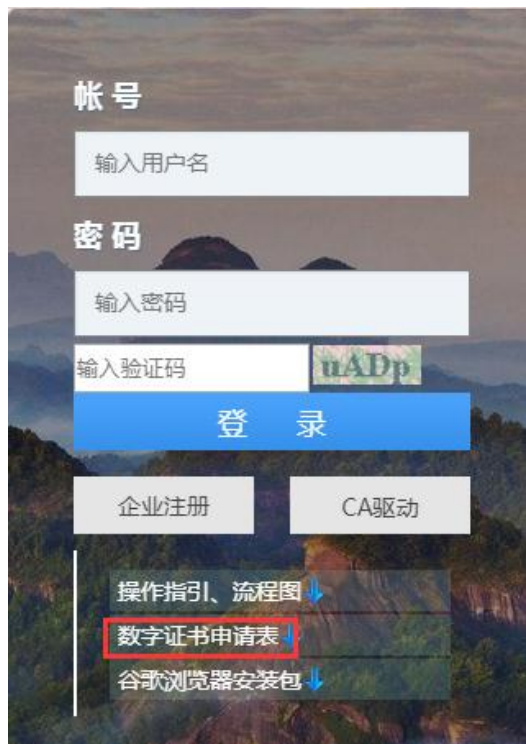 帐 号
输入用户名
密 码
输入密码
输入验证码 uADp
登 录
企业注册 CA驱动
操作指引、流程图
数字证书申请表
谷歌浏览器安装包